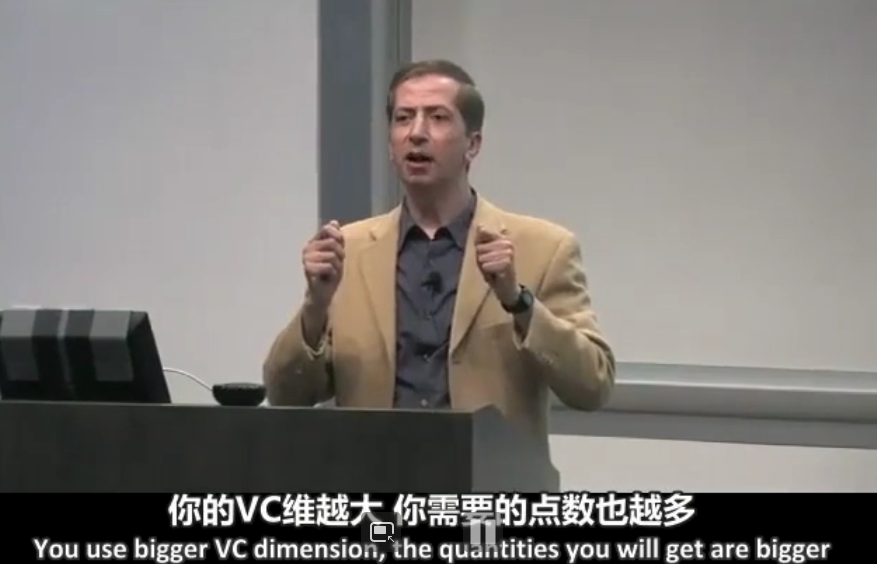 你的VC维越大 你需要的点数也越多
You use bigger VC dimension, the quantities you will get are bigger